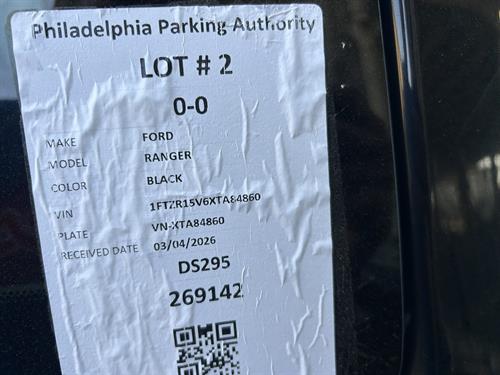 Philadelphia Parking Authority
LOT # 2
0-0
MAKE FORD
MODEL RANGER
COLOR BLACK
VIN 1FTZR15V6XTA84860
PLATE VN-XTA84860
RECEIVED DATE 03/04/2026
DS295
269142